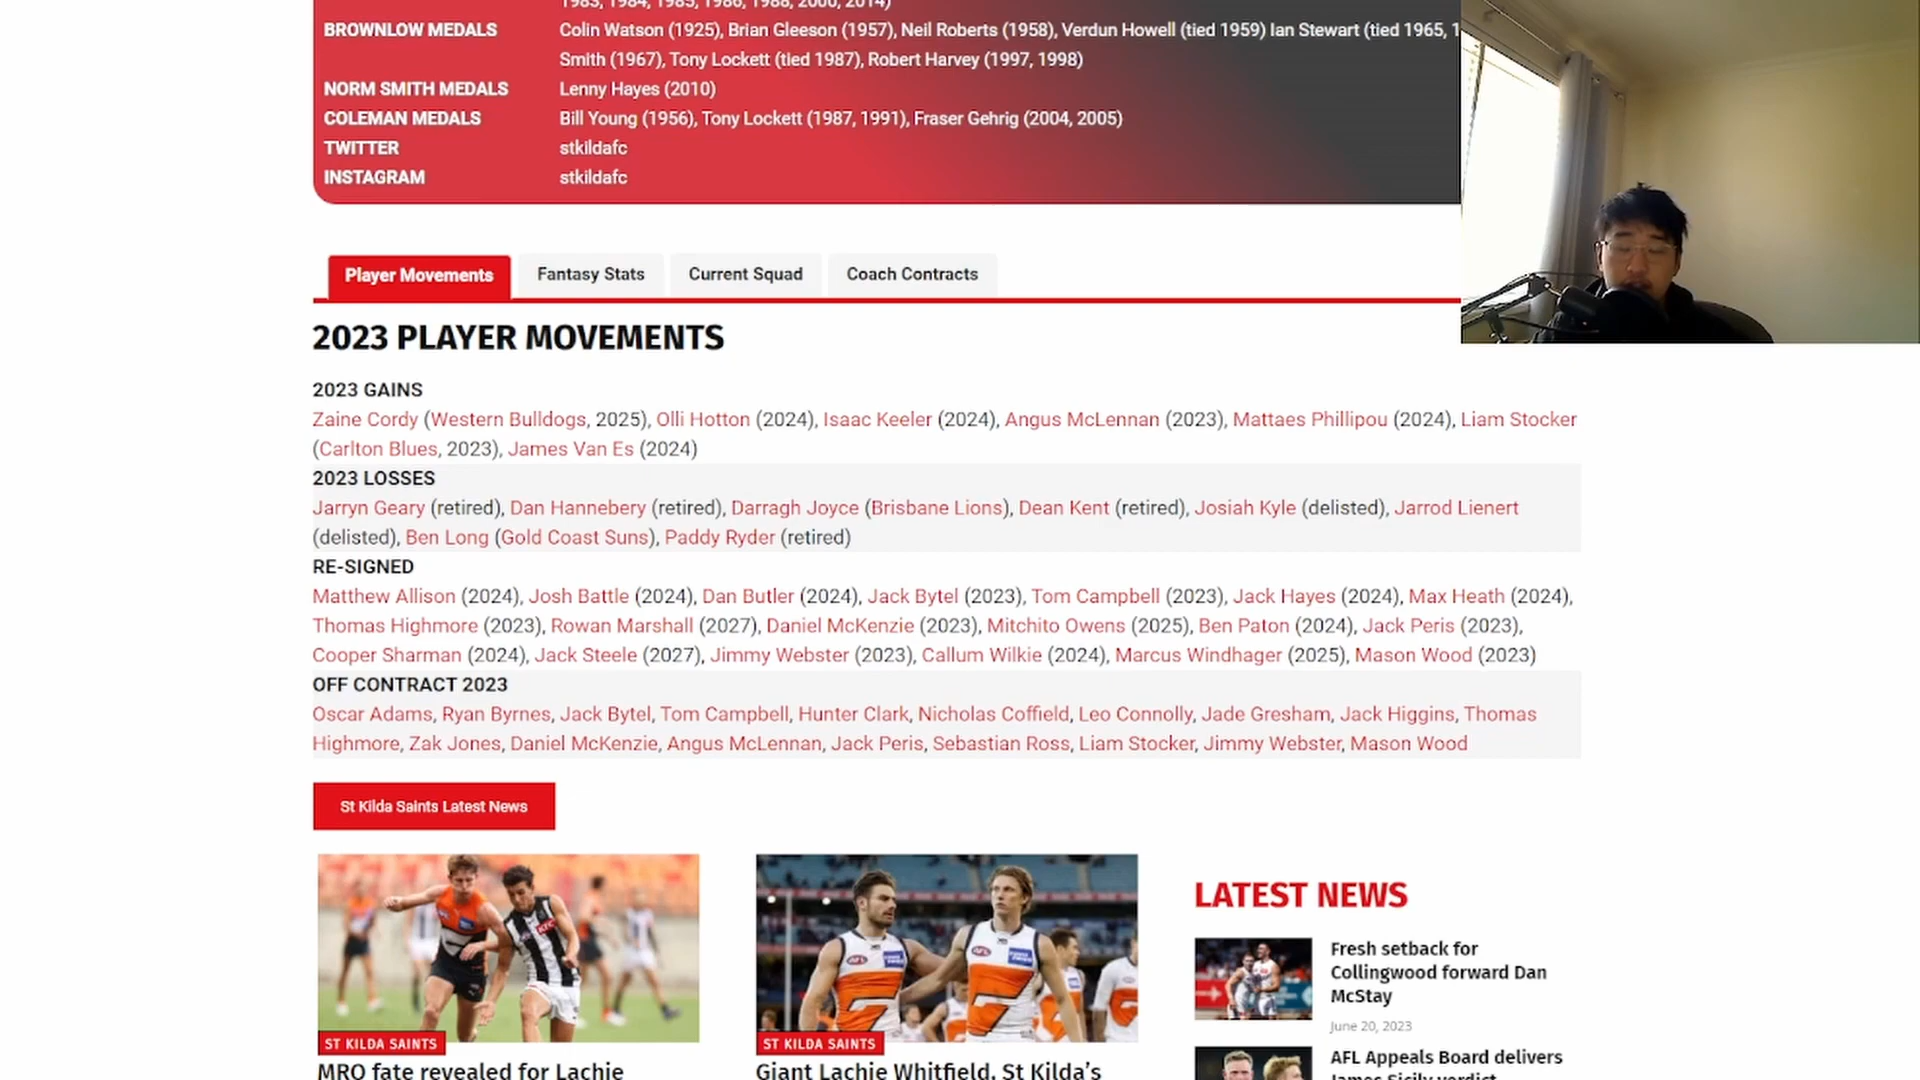 1983, 1984, 1985, 1986, 1988, 2000, 2014)
BROWNLOW MEDALS Colin Watson (1925), Brian Gleeson (1957), Neil Roberts (1958), Verdun Howell (tied 1959) Ian Stewart (tied 1965, 1
Smith (1967), Tony Lockett (tied 1987), Robert Harvey (1997, 1998)
NORM SMITH MEDALS Lenny Hayes (2010)
COLEMAN MEDALS Bill Young (1956), Tony Lockett (1987, 1991), Fraser Gehrig (2004, 2005)
TWITTER stkildafc
INSTAGRAM stkildafc
Player Movements Fantasy Stats Current Squad Coach Contracts
2023 PLAYER MOVEMENTS
2023 GAINS
Zaine Cordy (Western Bulldogs, 2025), Olli Hotton (2024), Isaac Keeler (2024), Angus McLennan (2023), Mattaes Phillipou (2024), Liam Stocker
(Carlton Blues, 2023), James Van Es (2024)
2023 LOSSES
Jarryn Geary (retired), Dan Hannebery (retired), Darragh Joyce (Brisbane Lions), Dean Kent (retired), Josiah Kyle (delisted), Jarrod Lienert
(delisted), Ben Long (Gold Coast Suns), Paddy Ryder (retired)
RE-SIGNED
Matthew Allison (2024), Josh Battle (2024), Dan Butler (2024), Jack Bytel (2023), Tom Campbell (2023), Jack Hayes (2024), Max Heath (2024),
Thomas Highmore (2023), Rowan Marshall (2027), Daniel McKenzie (2023), Mitchito Owens (2025), Ben Paton (2024), Jack Peris (2023),
Cooper Sharman (2024), Jack Steele (2027), Jimmy Webster (2023), Callum Wilkie (2024), Marcus Windhager (2025), Mason Wood (2023)
OFF CONTRACT 2023
Oscar Adams, Ryan Byrnes, Jack Bytel, Tom Campbell, Hunter Clark, Nicholas Coffield, Leo Connolly, Jade Gresham, Jack Higgins, Thomas
Highmore, Zak Jones, Daniel McKenzie, Angus McLennan, Jack Peris, Sebastian Ross, Liam Stocker, Jimmy Webster, Mason Wood
St Kilda Saints Latest News
ST KILDA SAINTS
MRO fate revealed for Lachie
ST KILDA SAINTS
Giant Lachie Whitfield, St Kilda's
LATEST NEWS
Fresh setback for
Collingwood forward Dan
McStay
June 20, 2023
AFL Appeals Board delivers
James Sicily verdict